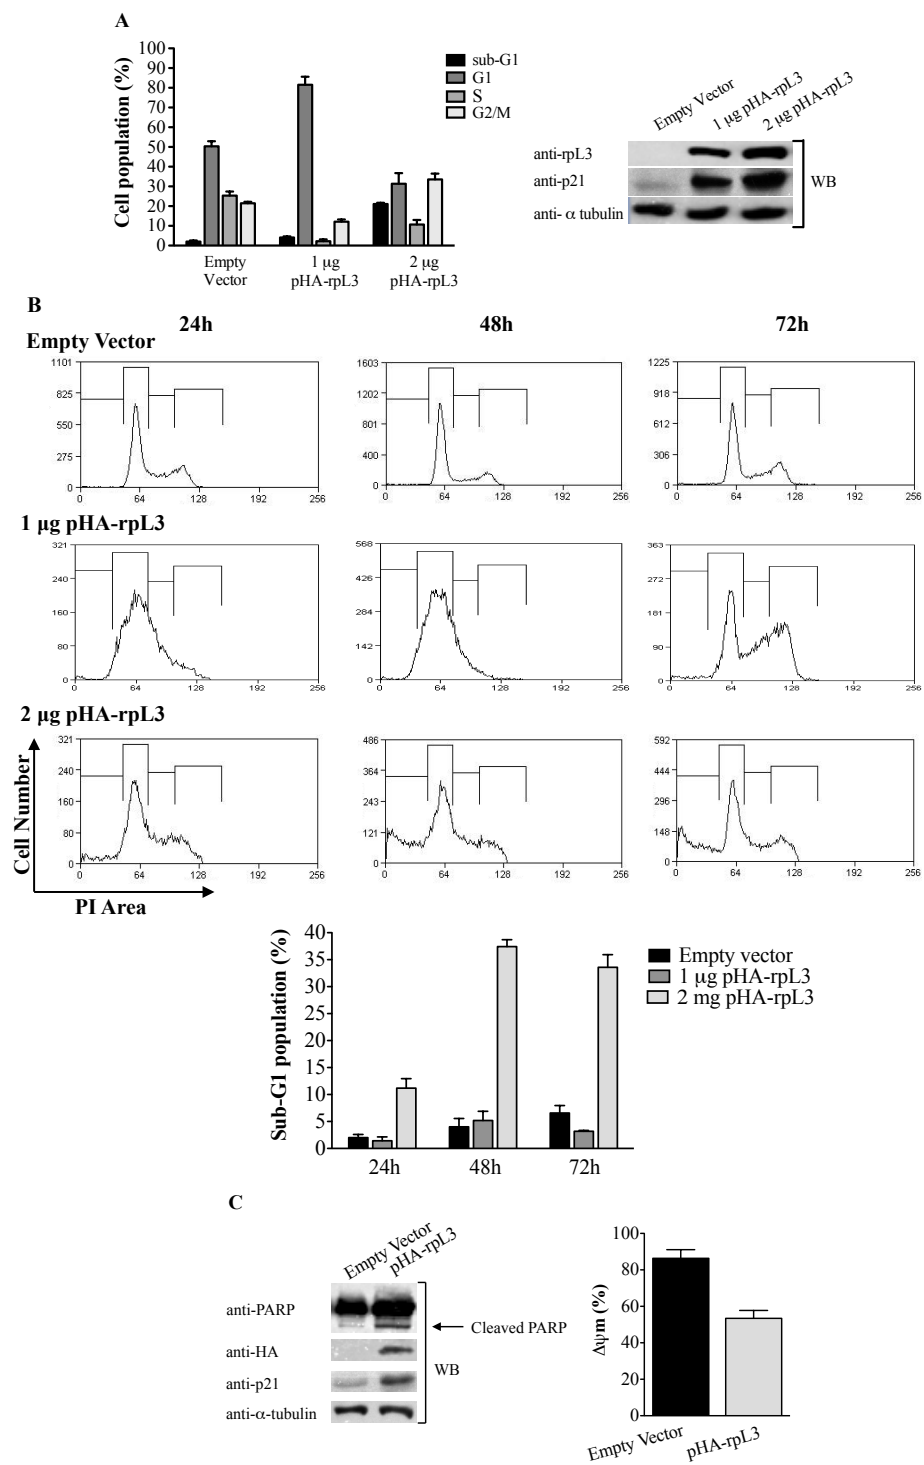 A
Cell population (%)
100
90
80
70
60
50
40
30
20
10
0
Empty
Vector
1 µg
pHA-rpL3
2 µg
pHA-rpL3
sub-G1
G1
S
G2/M
Empty Vector
1 µg pHA-rpL3
2 µg pHA-rpL3
anti-rpL3
anti-p21
anti- α tubulin
WB
B
24h
48h
72h
Empty Vector
1101
825
550
275
0
0 64 128 192 256
1603
1202
801
400
0
0 64 128 192 256
1225
918
612
306
0
0 64 128 192 256
1 µg pHA-rpL3
321
240
160
80
0
0 64 128 192 256
568
426
284
142
0
0 64 128 192 256
363
272
181
90
0
0 64 128 192 256
2 µg pHA-rpL3
321
240
160
80
0
0 64 128 192 256
486
364
243
121
0
0 64 128 192 256
592
444
296
148
0
0 64 128 192 256
Cell Number
PI Area
Sub-G1 population (%)
40
35
30
25
20
15
10
5
0
24h
48h
72h
Empty vector
1 µg pHA-rpL3
2 mg pHA-rpL3
C
Empty Vector
pHA-rpL3
anti-PARP
Cleaved PARP
anti-HA
anti-p21
anti-α-tubulin
WB
Δψm (%)
100
80
60
40
20
0
Empty Vector
pHA-rpL3